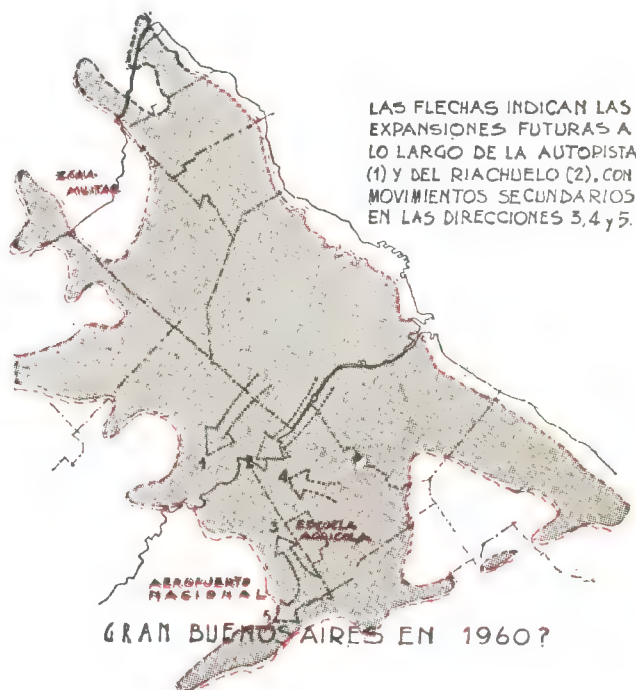 LAS FLECHAS INDICAN LAS
EXPANSIONES FUTURAS A
LO LARGO DE LA AUTOPISTA
(1) Y DEL RIACHUELO (2), CON
MOVIMIENTOS SECUNDARIOS
EN LAS DIRECCIONES 3, 4 y 5.
ZONA
MILITAR
1
2
4
3
ESCUELA
AGRICOLA
AEROPUERTO
NACIONAL
5
GRAN BUENOS AIRES EN 1960?